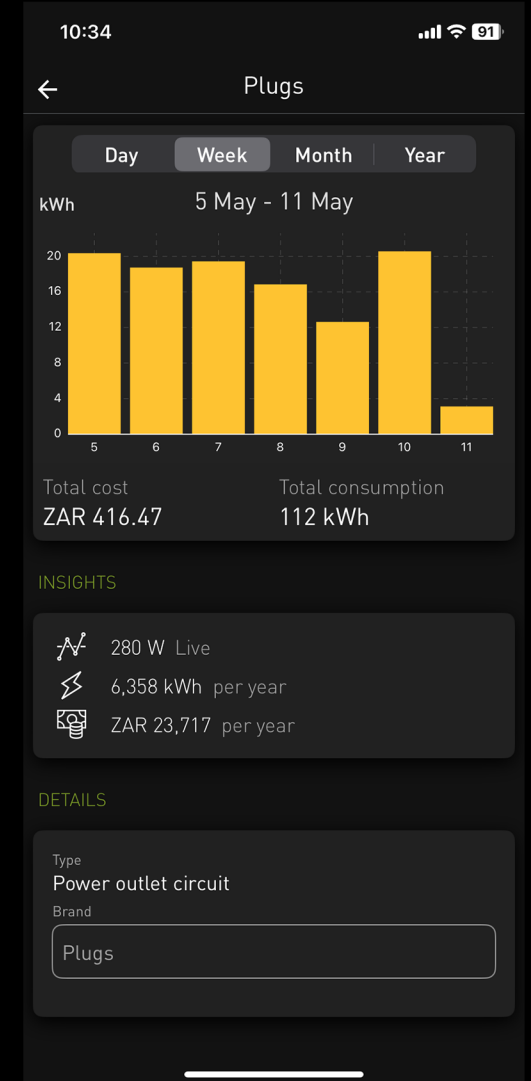 10:34 91
Plugs
Day Week Month Year
kWh 5 May - 11 May
20
16
12
8
4
0
5 6 7 8 9 10 11
Total cost Total consumption
ZAR 416.47 112 kWh
INSIGHTS
280 W Live
6,358 kWh per year
ZAR 23,717 per year
DETAILS
Type
Power outlet circuit
Brand
Plugs